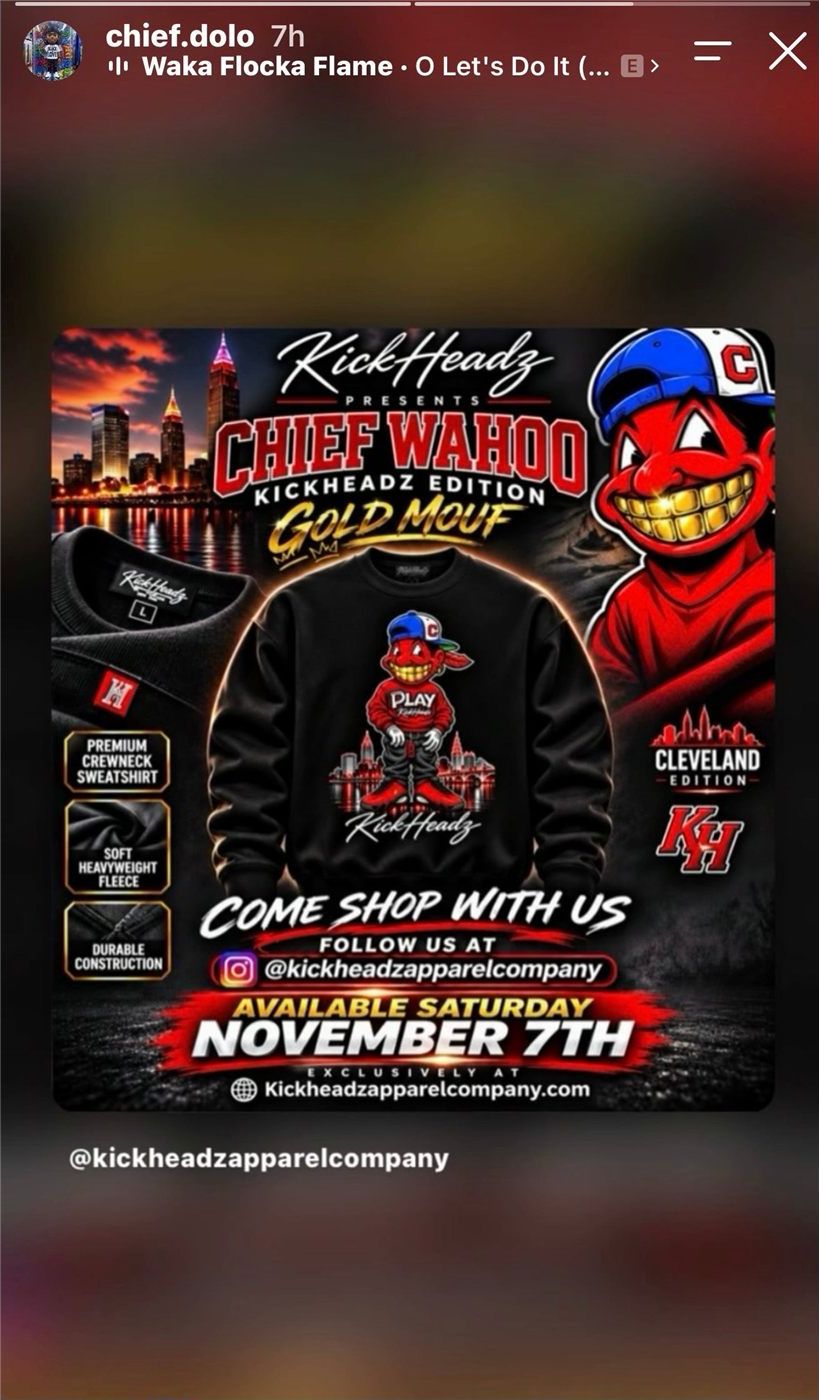 chief.dolo 7h
Waka Flocka Flame · O Let's Do It (... E >
KickHeadz
PRESENTS
CHIEF WAHOO
KICKHEADZ EDITION
GOLD MOUF
C
KickHeadz
L
KH
C
PLAY
KickHeadz
KickHeadz
PREMIUM
CREWNECK
SWEATSHIRT
SOFT
HEAVYWEIGHT
FLEECE
DURABLE
CONSTRUCTION
CLEVELAND
EDITION
KH
COME SHOP WITH US
FOLLOW US AT
@kickheadzapparelcompany
AVAILABLE SATURDAY
NOVEMBER 7TH
EXCLUSIVELY AT
Kickheadzapparelcompany.com
@kickheadzapparelcompany